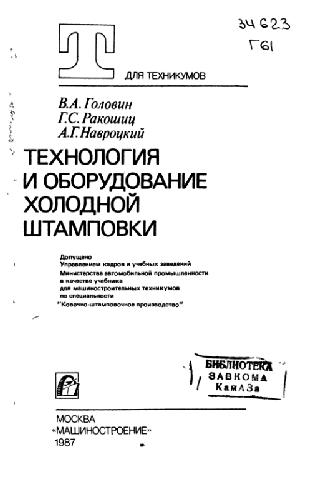 34623
Г61
Т
ДЛЯ ТЕХНИКУМОВ
В.А. Головин
Г.С. Ракошиц
А.Г. Навроцкий
ТЕХНОЛОГИЯ
И ОБОРУДОВАНИЕ
ХОЛОДНОЙ
ШТАМПОВКИ
Допущено
Управлением кадров и учебных заведений
Министерства автомобильной промышленности
в качестве учебника
для машиностроительных техникумов
по специальности
"Кузнечно-штамповочное производство"
БИБЛИОТЕКА
ЗАВКОМА
КамАЗа
МОСКВА
«МАШИНОСТРОЕНИЕ»
1987